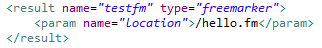 <result name="testfm" type="freemarker">
<param name="location">/hello.fm</param>
</result>